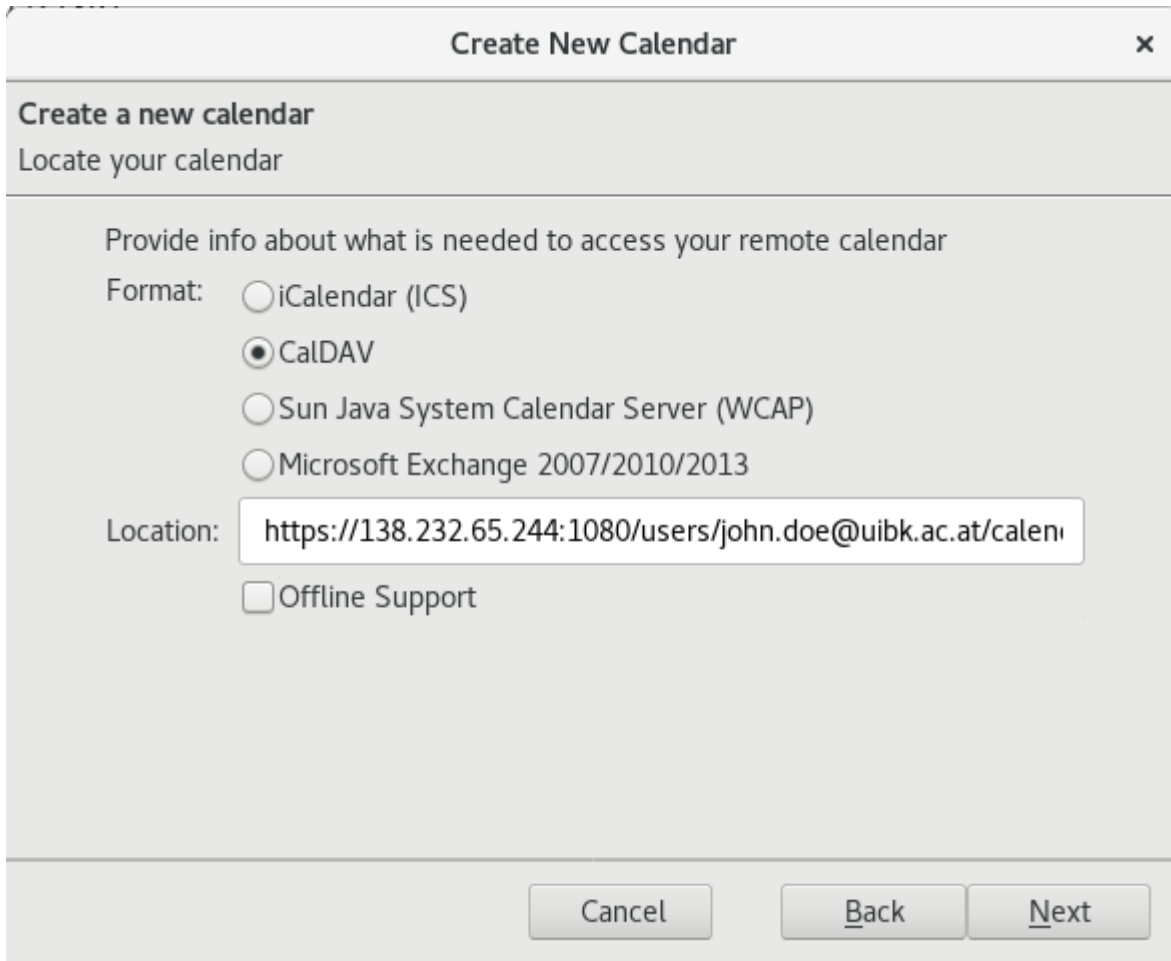 Create New Calendar
Create a new calendar
Locate your calendar
Provide info about what is needed to access your remote calendar
Format: iCalendar (ICS)
CalDAV
Sun Java System Calendar Server (WCAP)
Microsoft Exchange 2007/2010/2013
Location: https://138.232.65.244:1080/users/john.doe@uibk.ac.at/calen
Offline Support
Cancel Back Next